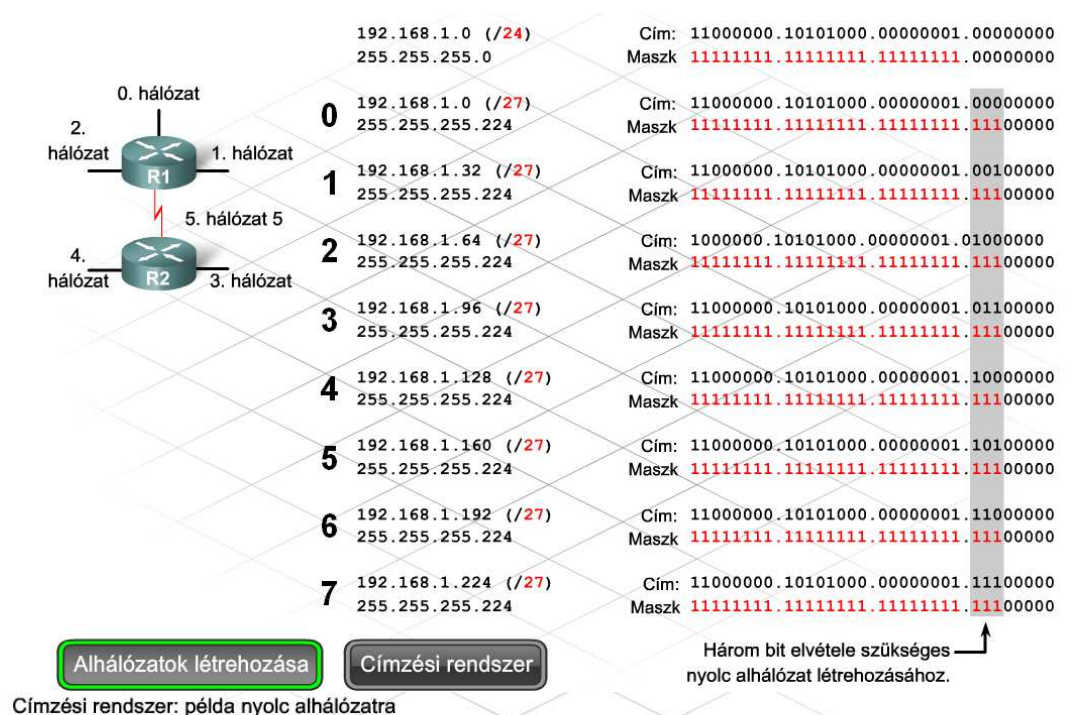 192.168.1.0 (/24) Cím: 11000000.10101000.00000001.00000000
255.255.255.0 Maszk 11111111.11111111.11111111.00000000
0. hálózat
2.
hálózat
1. hálózat
R1
5. hálózat 5
4.
hálózat
R2
3. hálózat
0
192.168.1.0 (/27) Cím: 11000000.10101000.00000001.00000000
255.255.255.224 Maszk 11111111.11111111.11111111.11100000
1
192.168.1.32 (/27) Cím: 11000000.10101000.00000001.00100000
255.255.255.224 Maszk 11111111.11111111.11111111.11100000
2
192.168.1.64 (/27) Cím: 1000000.10101000.00000001.01000000
255.255.255.224 Maszk 11111111.11111111.11111111.11100000
3
192.168.1.96 (/27) Cím: 11000000.10101000.00000001.01100000
255.255.255.224 Maszk 11111111.11111111.11111111.11100000
4
192.168.1.128 (/27) Cím: 11000000.10101000.00000001.10000000
255.255.255.224 Maszk 11111111.11111111.11111111.11100000
5
192.168.1.160 (/27) Cím: 11000000.10101000.00000001.10100000
255.255.255.224 Maszk 11111111.11111111.11111111.11100000
6
192.168.1.192 (/27) Cím: 11000000.10101000.00000001.11000000
255.255.255.224 Maszk 11111111.11111111.11111111.11100000
7
192.168.1.224 (/27) Cím: 11000000.10101000.00000001.11100000
255.255.255.224 Maszk 11111111.11111111.11111111.11100000
Három bit elvétele szükséges
nyolc alhálózat létrehozásához.
Alhálózatok létrehozása
Címzési rendszer
Címzési rendszer: példa nyolc alhálózatra